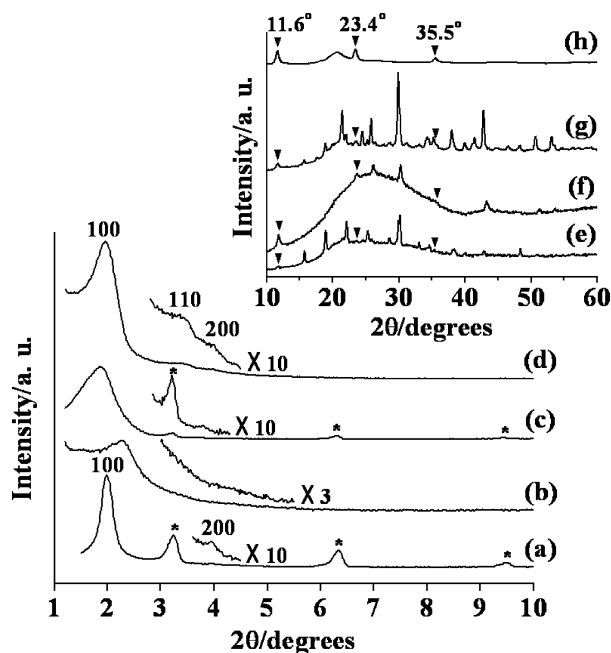 11.6°
23.4°
35.5°
(h)
(g)
(f)
(e)
Intensity/a. u.
10 20 30 40 50 60
2θ/degrees
100
110
200
X 10
(d)
*
X 10
*
*
(c)
X 3
(b)
100
*
200
X 10
*
*
(a)
Intensity/a. u.
1 2 3 4 5 6 7 8 9 10
2θ/degrees